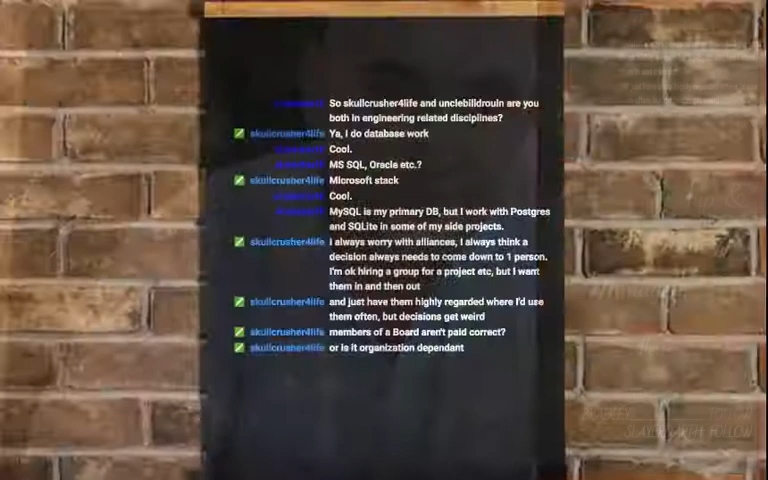 So skullcrusher4life and unclebilldrouin are you
both in engineering related disciplines?
skullcrusher4life Ya, I do database work
Cool.
MS SQL, Oracle etc.?
skullcrusher4life Microsoft stack
Cool.
MySQL is my primary DB, but I work with Postgres
and SQLite in some of my side projects.
skullcrusher4life I always worry with alliances, I always think a
decision always needs to come down to 1 person.
I'm ok hiring a group for a project etc, but I want
them in and then out
skullcrusher4life and just have them highly regarded where I'd use
them often, but decisions get weird
skullcrusher4life members of a Board aren't paid correct?
skullcrusher4life or is it organization dependant